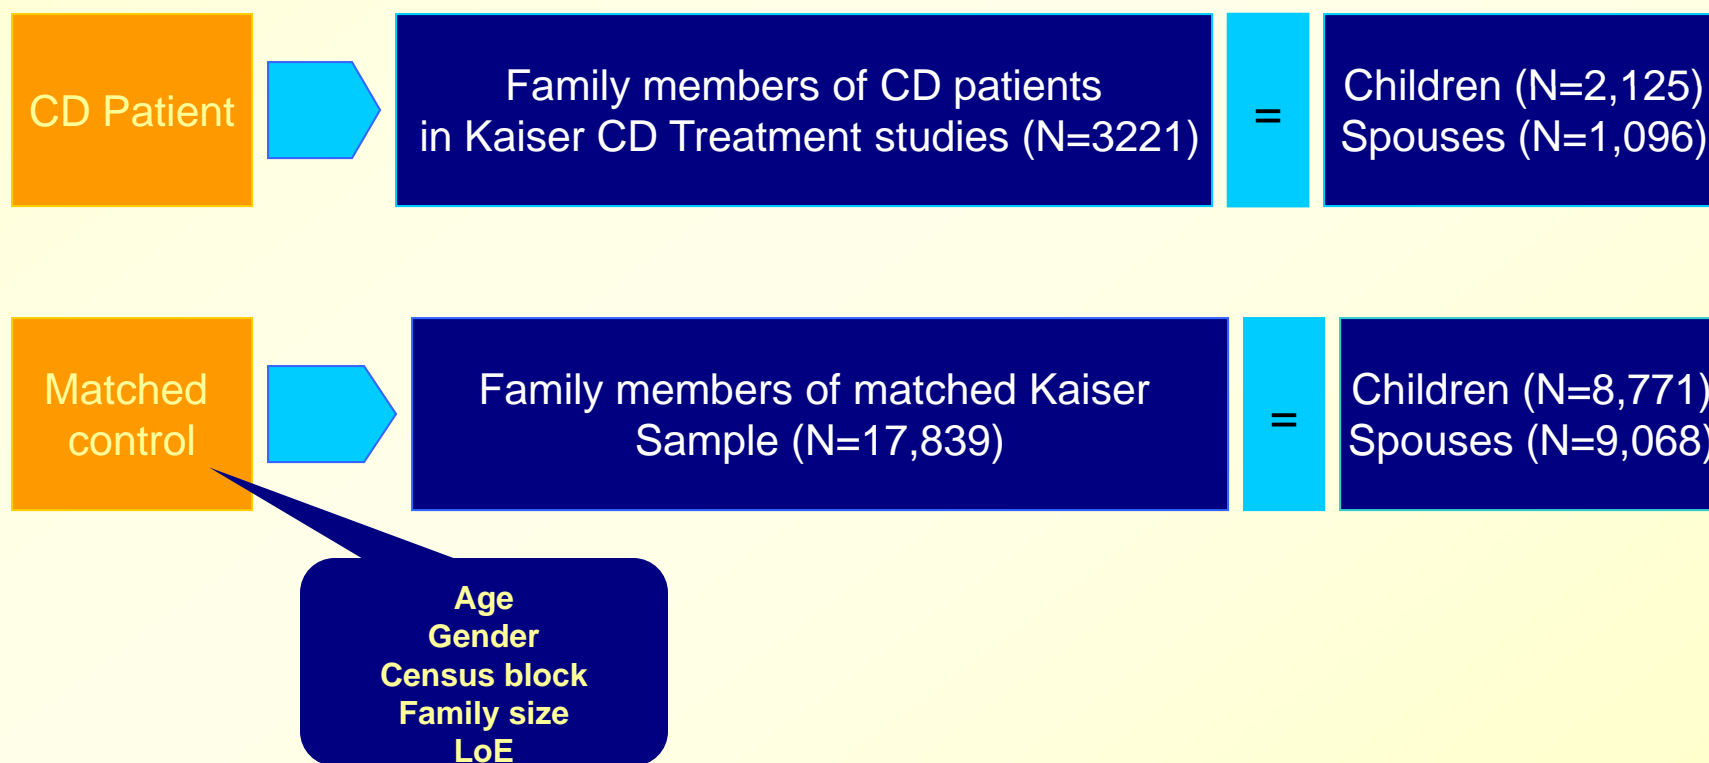 CD Patient
Family members of CD patients
in Kaiser CD Treatment studies (N=3221)
=
Children (N=2,125)
Spouses (N=1,096)
Matched
control
Family members of matched Kaiser
Sample (N=17,839)
=
Children (N=8,771)
Spouses (N=9,068)
Age
Gender
Census block
Family size
LoE